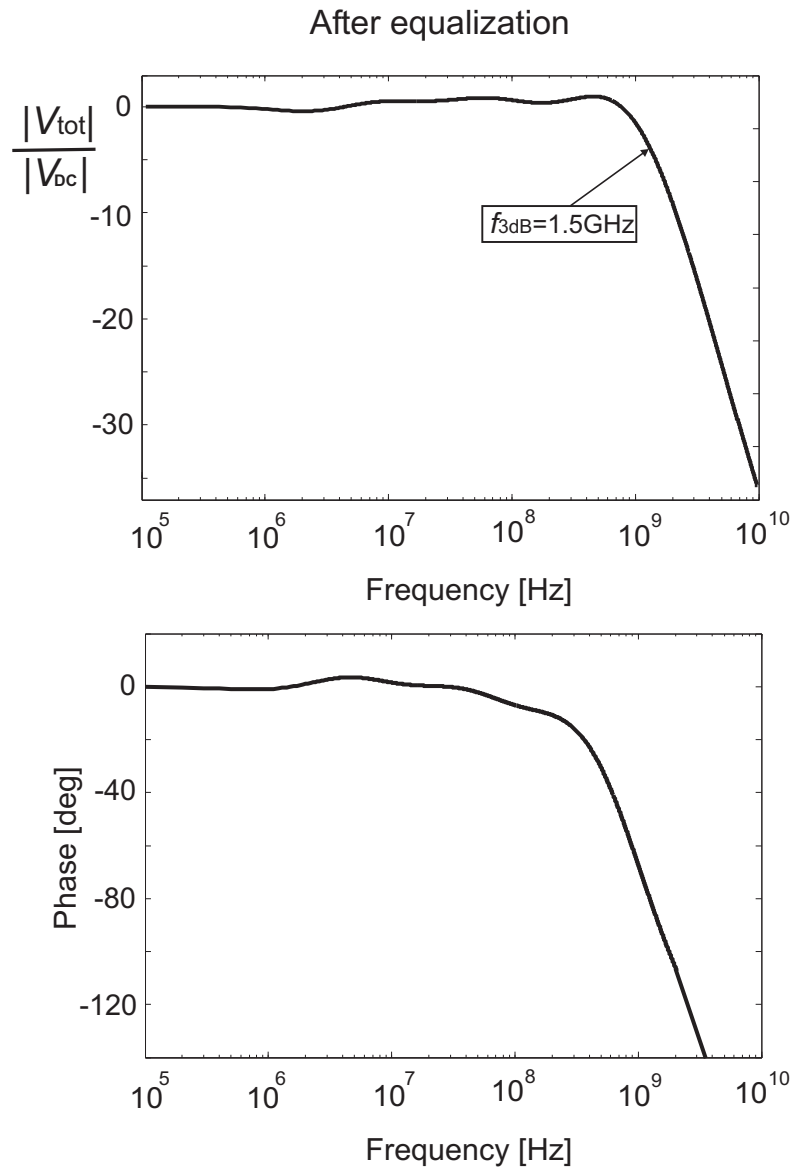 After equalization
|Vtot|
|VDC|
0
-10
-20
-30
f3dB=1.5GHz
10^5 10^6 10^7 10^8 10^9 10^10
Frequency [Hz]
Phase [deg]
0
-40
-80
-120
10^5 10^6 10^7 10^8 10^9 10^10
Frequency [Hz]